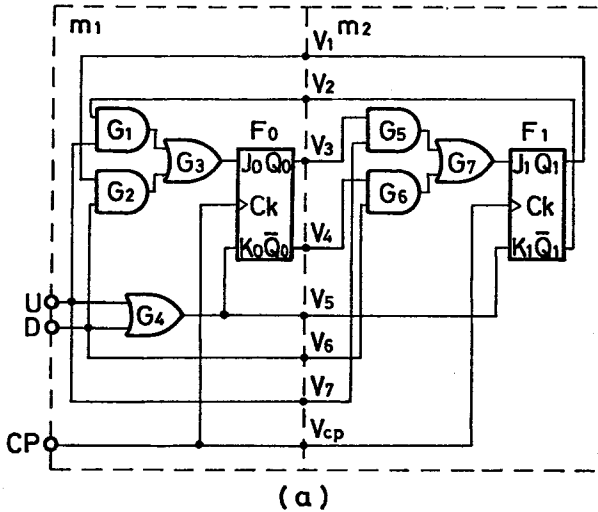 m₁
m₂
V₁
V₂
G₁
G₂
G₃
F₀
J₀ Q₀
Ck
K₀ Q̅₀
V₃
V₄
G₅
G₆
G₇
F₁
J₁ Q₁
Ck
K₁ Q̅₁
U
D
G₄
V₅
V₆
V₇
CP
Vcp
(a)